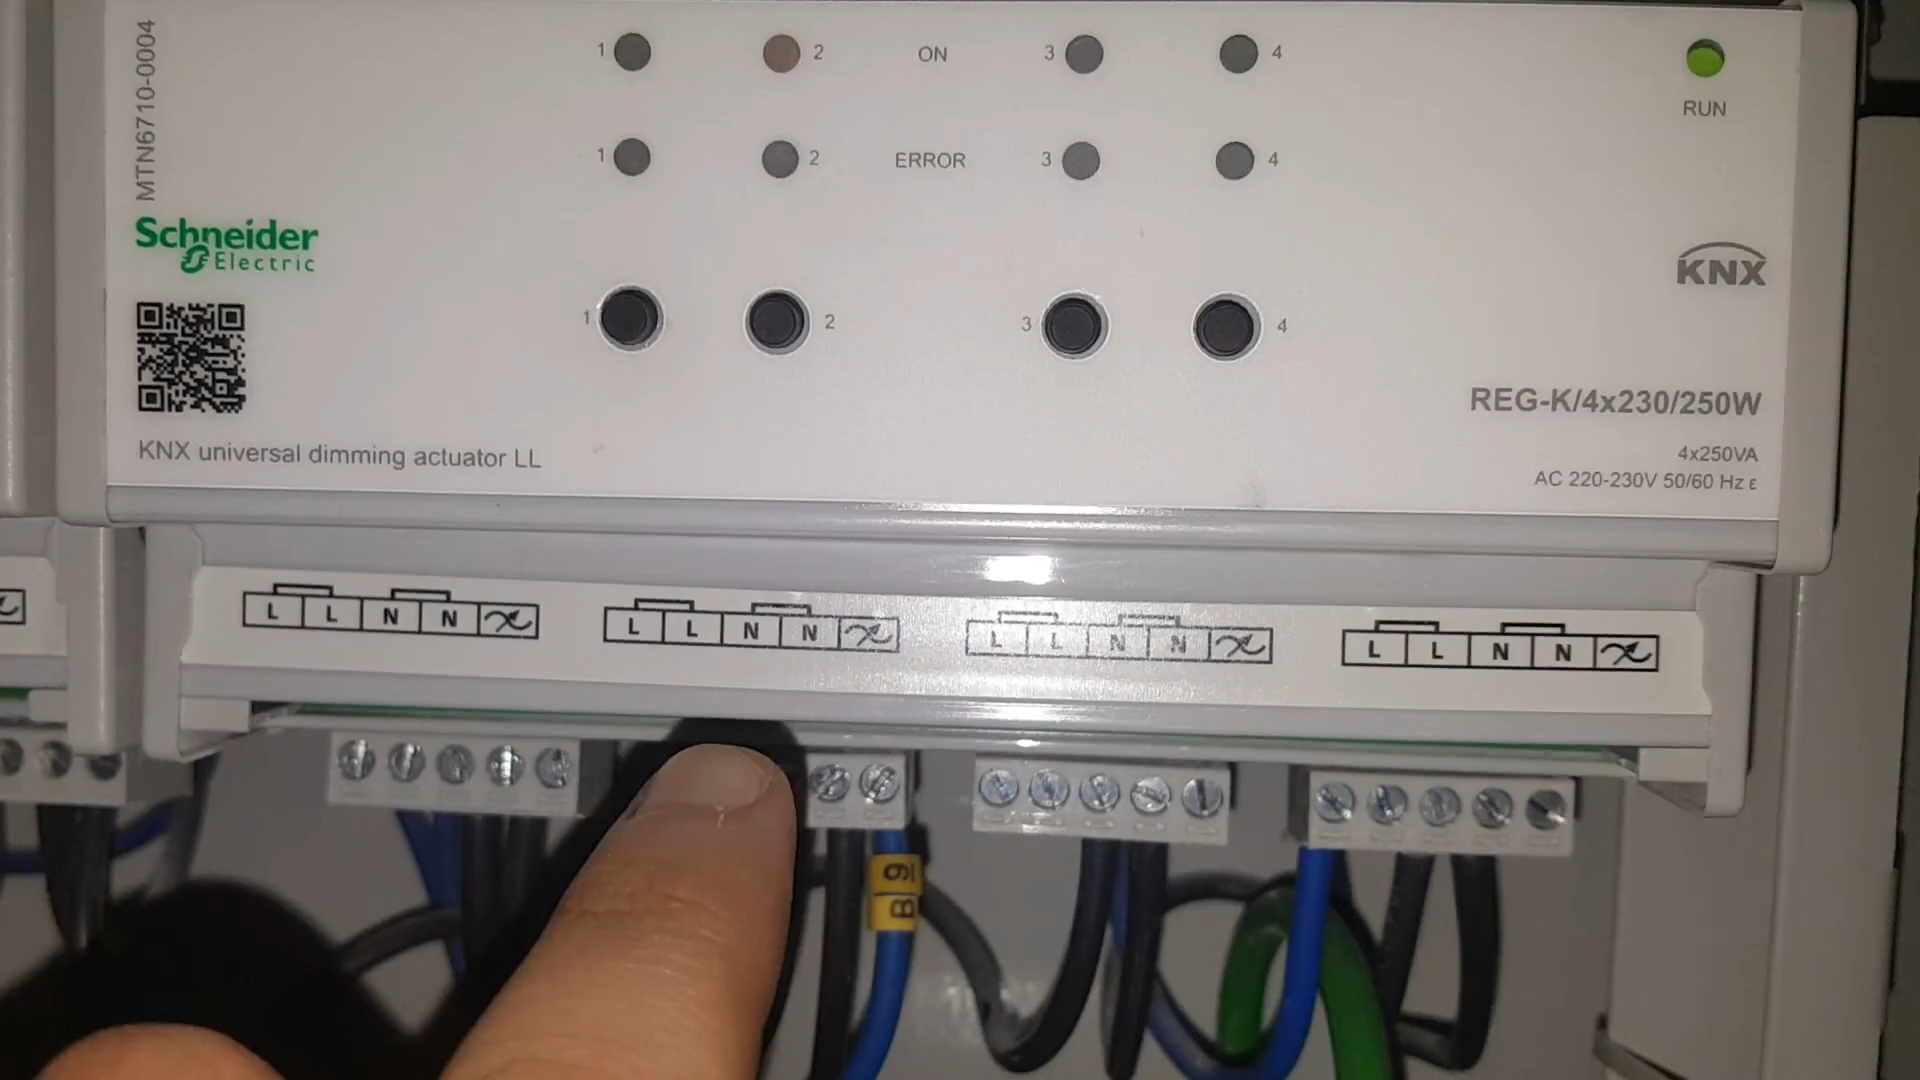 MTN6710-0004
1 2 ON 3 4
RUN
1 2 ERROR 3 4
Schneider
Electric
KNX
1 2 3 4
REG-K/4x230/250W
KNX universal dimming actuator LL
4x250VA
AC 220-230V 50/60 Hz ε
L L N N
L L N N
L L N N
L L N N
B 9